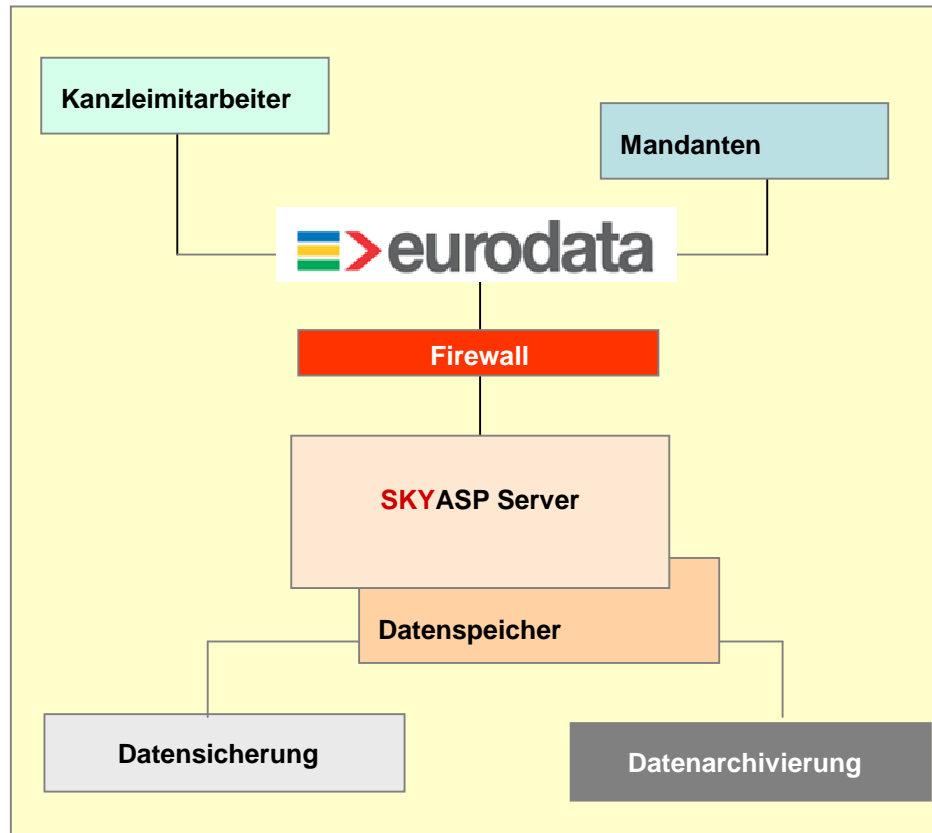 Kanzleimitarbeiter
Mandanten
eurodata
Firewall
SKYASP Server
Datenspeicher
Datensicherung
Datenarchivierung